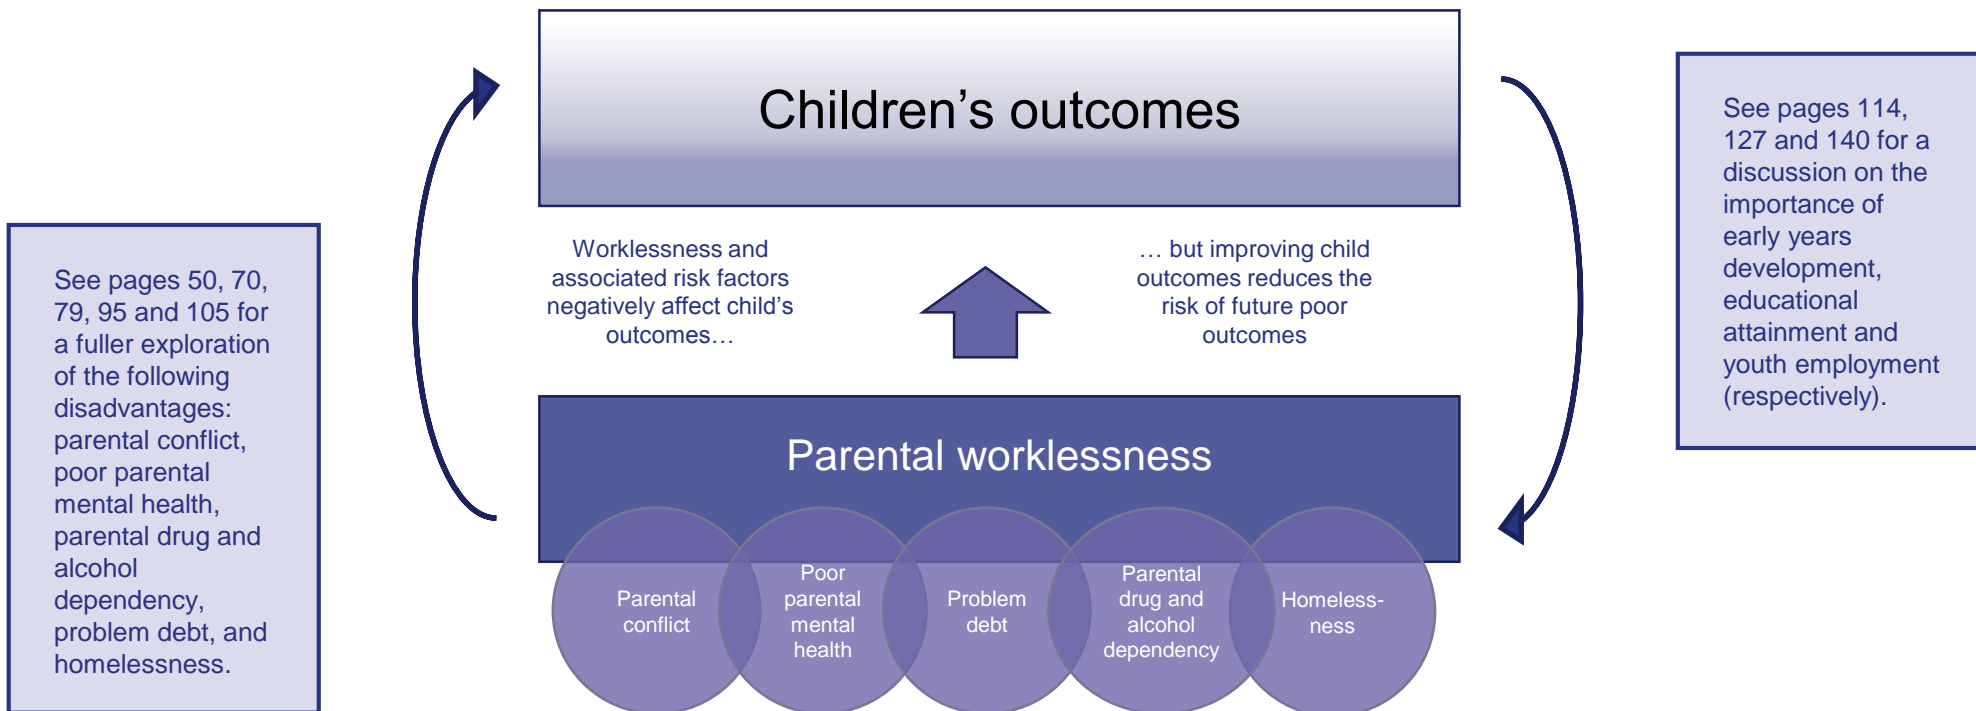 Children’s outcomes
See pages 50, 70,
79, 95 and 105 for
a fuller exploration
of the following
disadvantages:
parental conflict,
poor parental
mental health,
parental drug and
alcohol
dependency,
problem debt, and
homelessness.
Worklessness and
associated risk factors
negatively affect child’s
outcomes…
… but improving child
outcomes reduces the
risk of future poor
outcomes
See pages 114,
127 and 140 for a
discussion on the
importance of
early years
development,
educational
attainment and
youth employment
(respectively).
Parental worklessness
Parental
conflict
Poor
parental
mental
health
Problem
debt
Parental
drug and
alcohol
dependency
Homeless-
ness